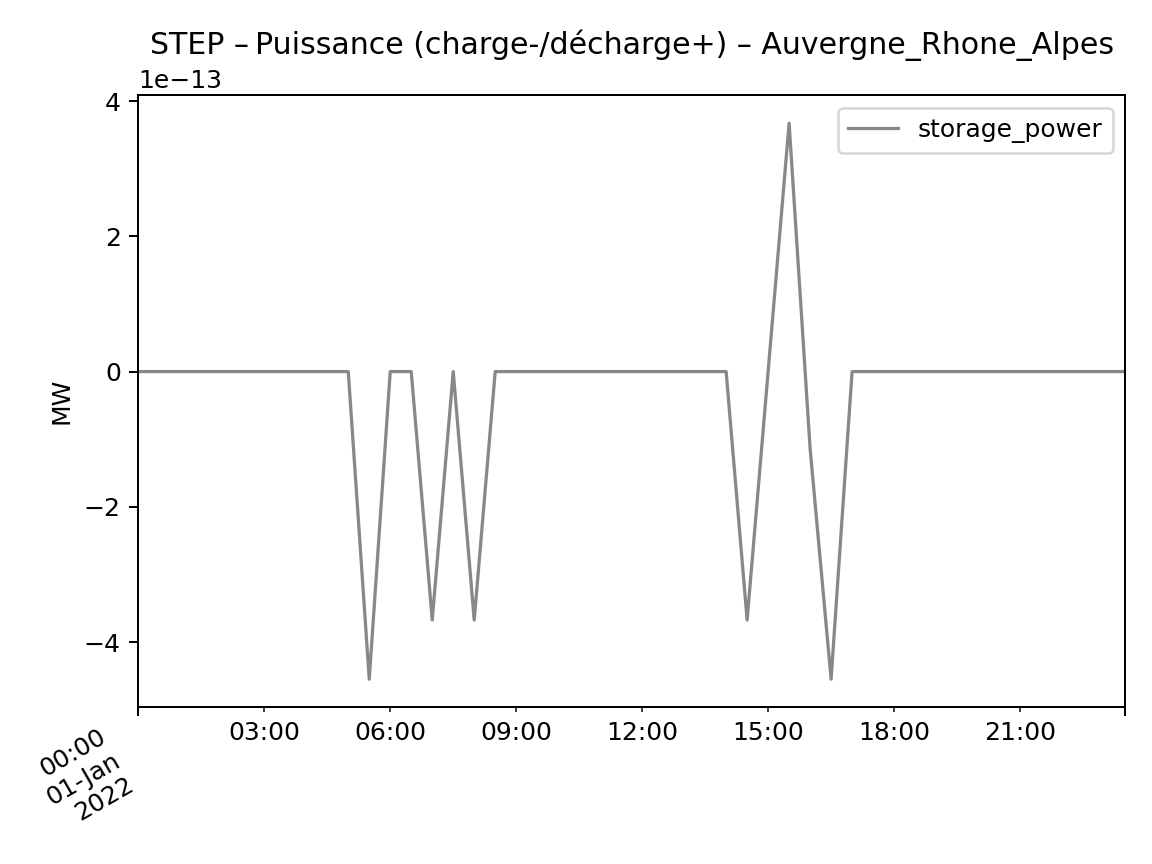 STEP – Puissance (charge-/décharge+) – Auvergne_Rhone_Alpes
1e−13
4
2
0
−2
−4
MW
storage_power
00:00
01-Jan
2022
03:00
06:00
09:00
12:00
15:00
18:00
21:00